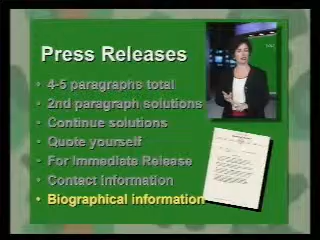 Press Releases
• 4-5 paragraphs total
• 2nd paragraph solutions
• Continue solutions
• Quote yourself
• For Immediate Release
• Contact Information
• Biographical information